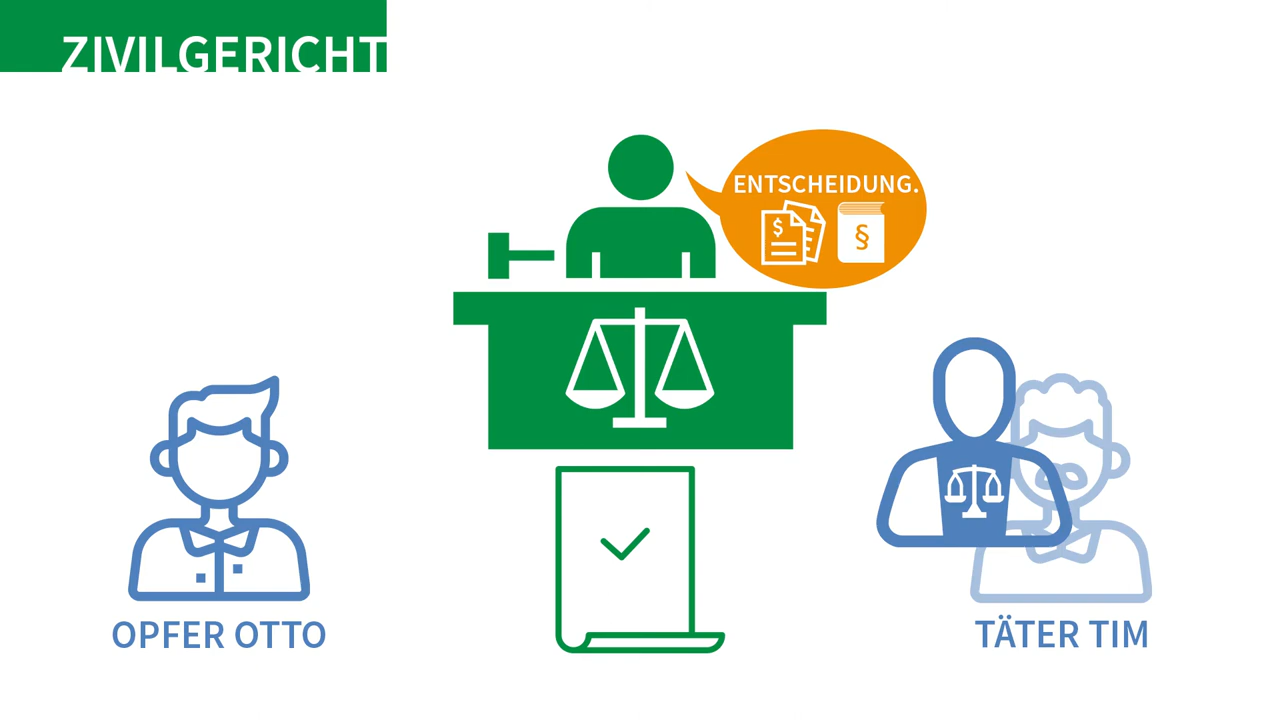 ZIVILGERICHT
ENTSCHEIDUNG.
$
§
OPFER OTTO
TÄTER TIM